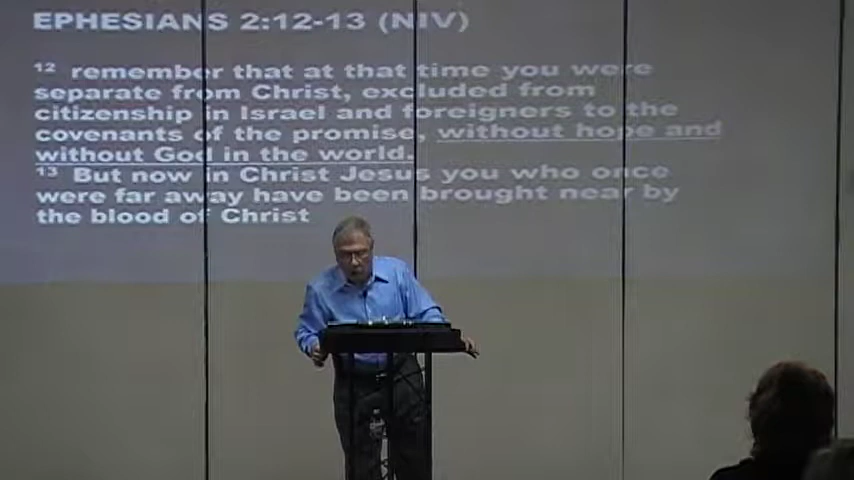 EPHESIANS 2:12-13 (NIV)
12 remember that at that time you were
separate from Christ, excluded from
citizenship in Israel and foreigners to the
covenants of the promise, without hope and
without God in the world.
13 But now in Christ Jesus you who once
were far away have been brought near by
the blood of Christ